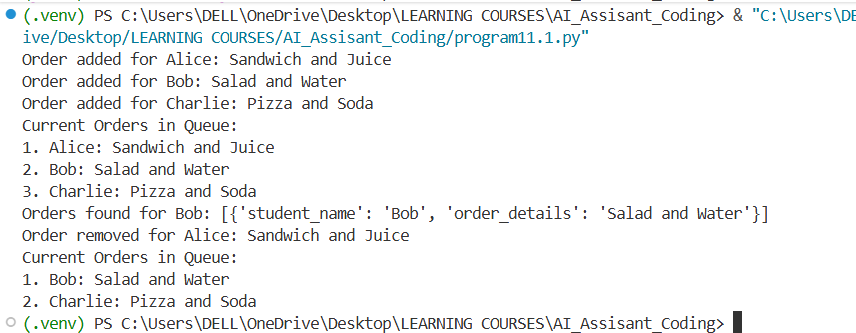 (.venv) PS C:\Users\DELL\OneDrive\Desktop\LEARNING COURSES\AI_Assisant_Coding> & "C:\Users\DE
ive/Desktop/LEARNING COURSES/AI_Assisant_Coding/program11.1.py"
Order added for Alice: Sandwich and Juice
Order added for Bob: Salad and Water
Order added for Charlie: Pizza and Soda
Current Orders in Queue:
1. Alice: Sandwich and Juice
2. Bob: Salad and Water
3. Charlie: Pizza and Soda
Orders found for Bob: [{'student_name': 'Bob', 'order_details': 'Salad and Water'}]
Order removed for Alice: Sandwich and Juice
Current Orders in Queue:
1. Bob: Salad and Water
2. Charlie: Pizza and Soda
(.venv) PS C:\Users\DELL\OneDrive\Desktop\LEARNING COURSES\AI_Assisant_Coding>